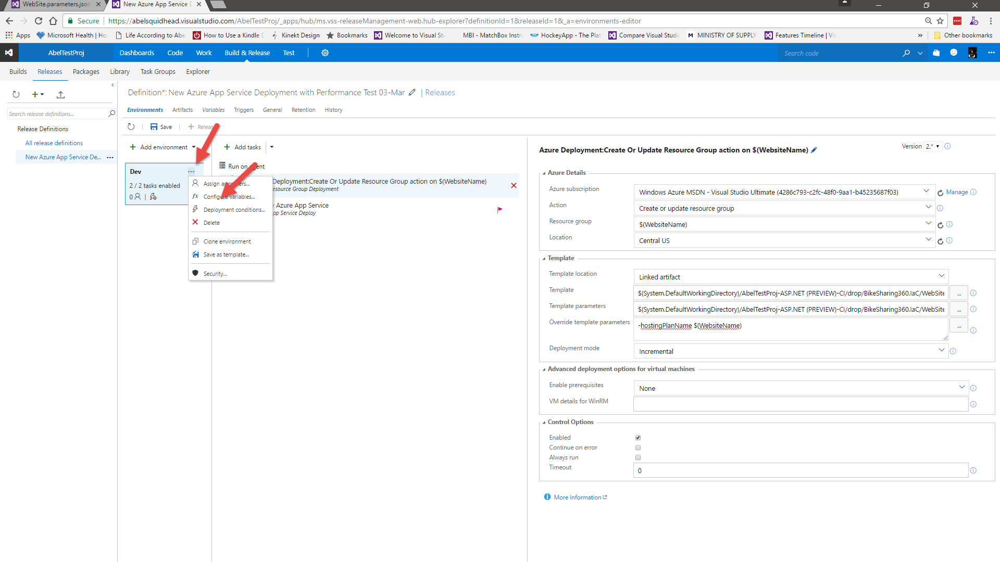 WebSite.parameters.json
New Azure App Service D
Secure
https://abelsquidhead.visualstudio.com/AbelTestProj/_apps/hub/ms.vss-releaseManagement-web.hub-explorer?definitionId=1&releaseId=1&_a=environments-editor
Apps Microsoft Health | Ho Life According to Abe How to Use a Kindle D Kinekt Design Bookmarks Welcome to Visual Stu MBI - MatchBox Instru HockeyApp - The Plat Compare Visual Studi MINISTRY OF SUPPLY Features Timeline | Vis » Other bookmarks
AbelTestProj Dashboards Code Work Build & Release Test Search code
Builds Releases Packages Library Task Groups Explorer
Definition*: New Azure App Service Deployment with Performance Test 03-Mar | Releases
Search release definitions...
Environments Artifacts Variables Triggers General Retention History
Release Definitions
All release definitions
New Azure App Service De... ...
Save
Add environment
Add tasks
Dev
2 / 2 tasks enabled
0
Assign
Configure variables...
Deployment conditions...
Delete
Clone environment
Save as template...
Security...
Run on
Deployment:Create Or Update Resource Group action on $(WebsiteName)
esource Group Deployment
Azure App Service
pp Service Deploy
Azure Deployment:Create Or Update Resource Group action on $(WebsiteName)
Version 2.*
Azure Details
Azure subscription Windows Azure MSDN - Visual Studio Ultimate (4286c793-c2fc-48f0-9aa1-b45235687f03) Manage
Action Create or update resource group
Resource group $(WebsiteName)
Location Central US
Template
Template location Linked artifact
Template $(System.DefaultWorkingDirectory)/AbelTestProj-ASP.NET (PREVIEW)-CI/drop/BikeSharing360.IaC/WebSite ...
Template parameters $(System.DefaultWorkingDirectory)/AbelTestProj-ASP.NET (PREVIEW)-CI/drop/BikeSharing360.IaC/WebSite ...
Override template parameters -hostingPlanName $(WebsiteName) ...
Deployment mode Incremental
Advanced deployment options for virtual machines
Enable prerequisites None
VM details for WinRM
Control Options
Enabled
Continue on error
Always run
Timeout 0
More Information